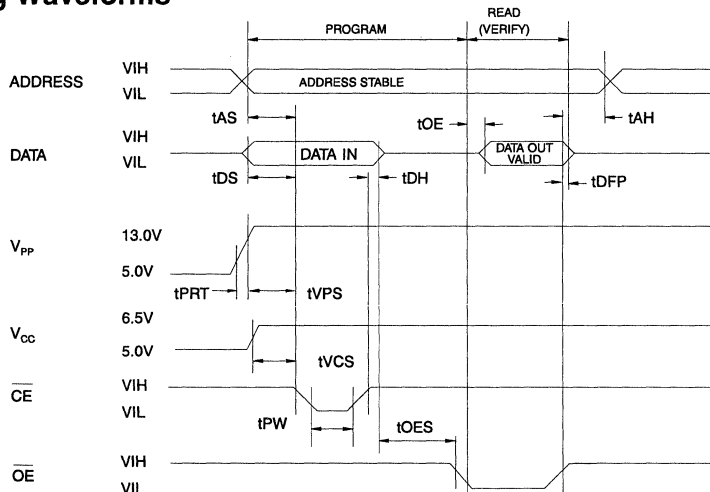 g Waveforms
READ
PROGRAM (VERIFY)
ADDRESS VIH ADDRESS STABLE
VIL
tAS tOE tAH
DATA VIH DATA IN DATA OUT
VIL VALID
tDS tDH tDFP
VPP 13.0V
5.0V
tPRT tVPS
VCC 6.5V
5.0V
tVCS
CE VIH
VIL
tPW tOES
OE VIH
VIL